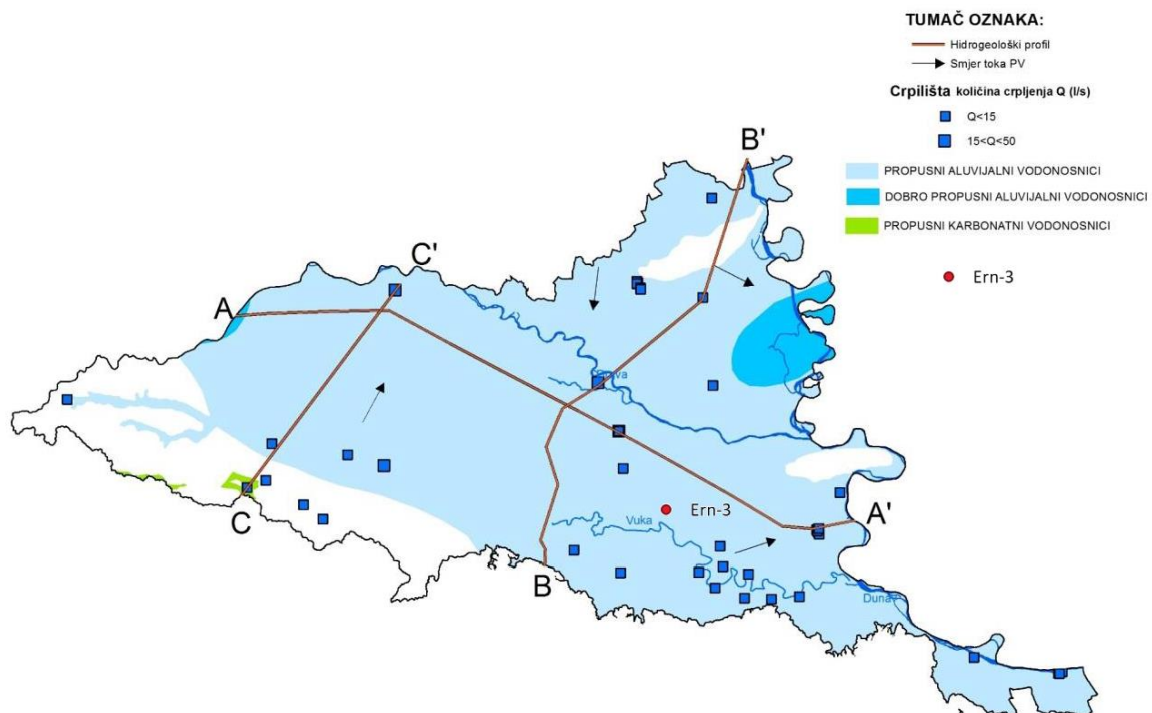 TUMAČ OZNAKA:
Hidrogeološki profil
Smjer toka PV
Crpilišta količina crpljenja Q (l/s)
Q<15
15<Q<50
PROPUSNI ALUVIJALNI VODONOSNICI
DOBRO PROPUSNI ALUVIJALNI VODONOSNICI
PROPUSNI KARBONATNI VODONOSNICI
Ern-3
B'
C'
A
Ern-3
Vuka
A'
C
B